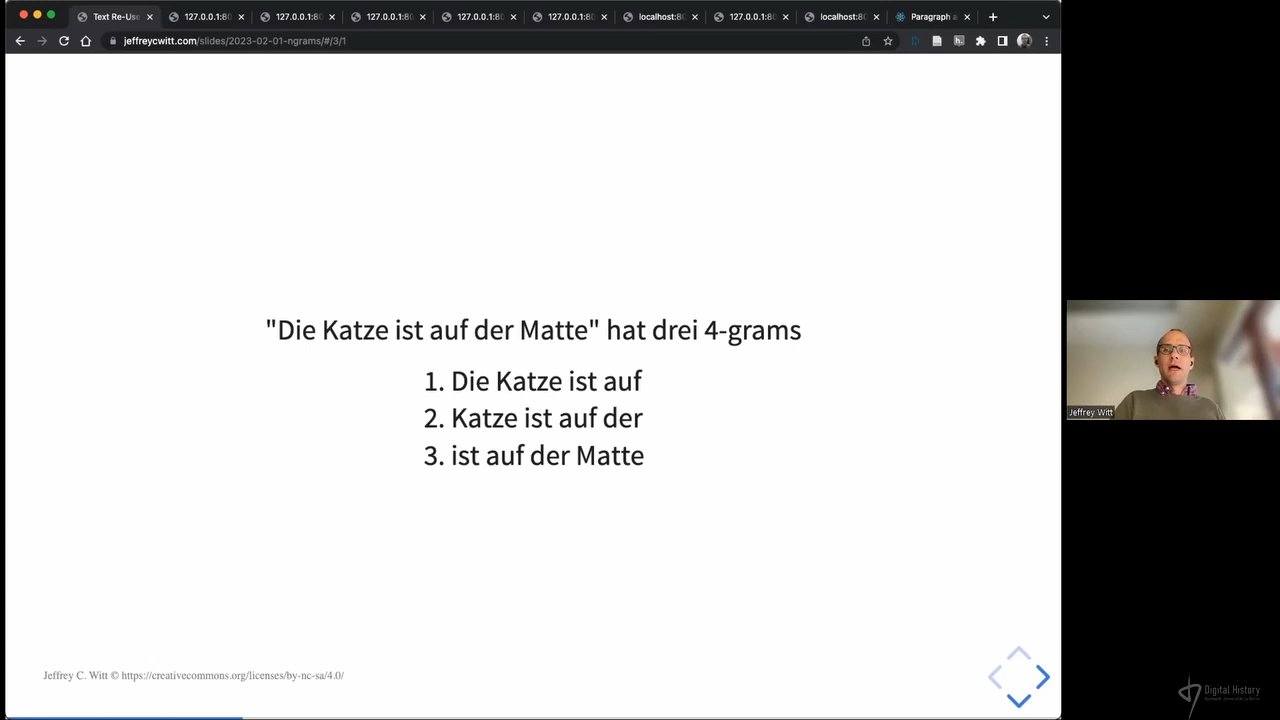 Text Re-Use
127.0.0.1:80
127.0.0.1:80
127.0.0.1:80
127.0.0.1:80
127.0.0.1:80
localhost:80
127.0.0.1:80
localhost:80
Paragraph a
jeffreycwitt.com/slides/2023-02-01-ngrams/#/3/1
"Die Katze ist auf der Matte" hat drei 4-grams
1. Die Katze ist auf
2. Katze ist auf der
3. ist auf der Matte
Jeffrey Witt
Jeffrey C. Witt © https://creativecommons.org/licenses/by-nc-sa/4.0/
Digital History